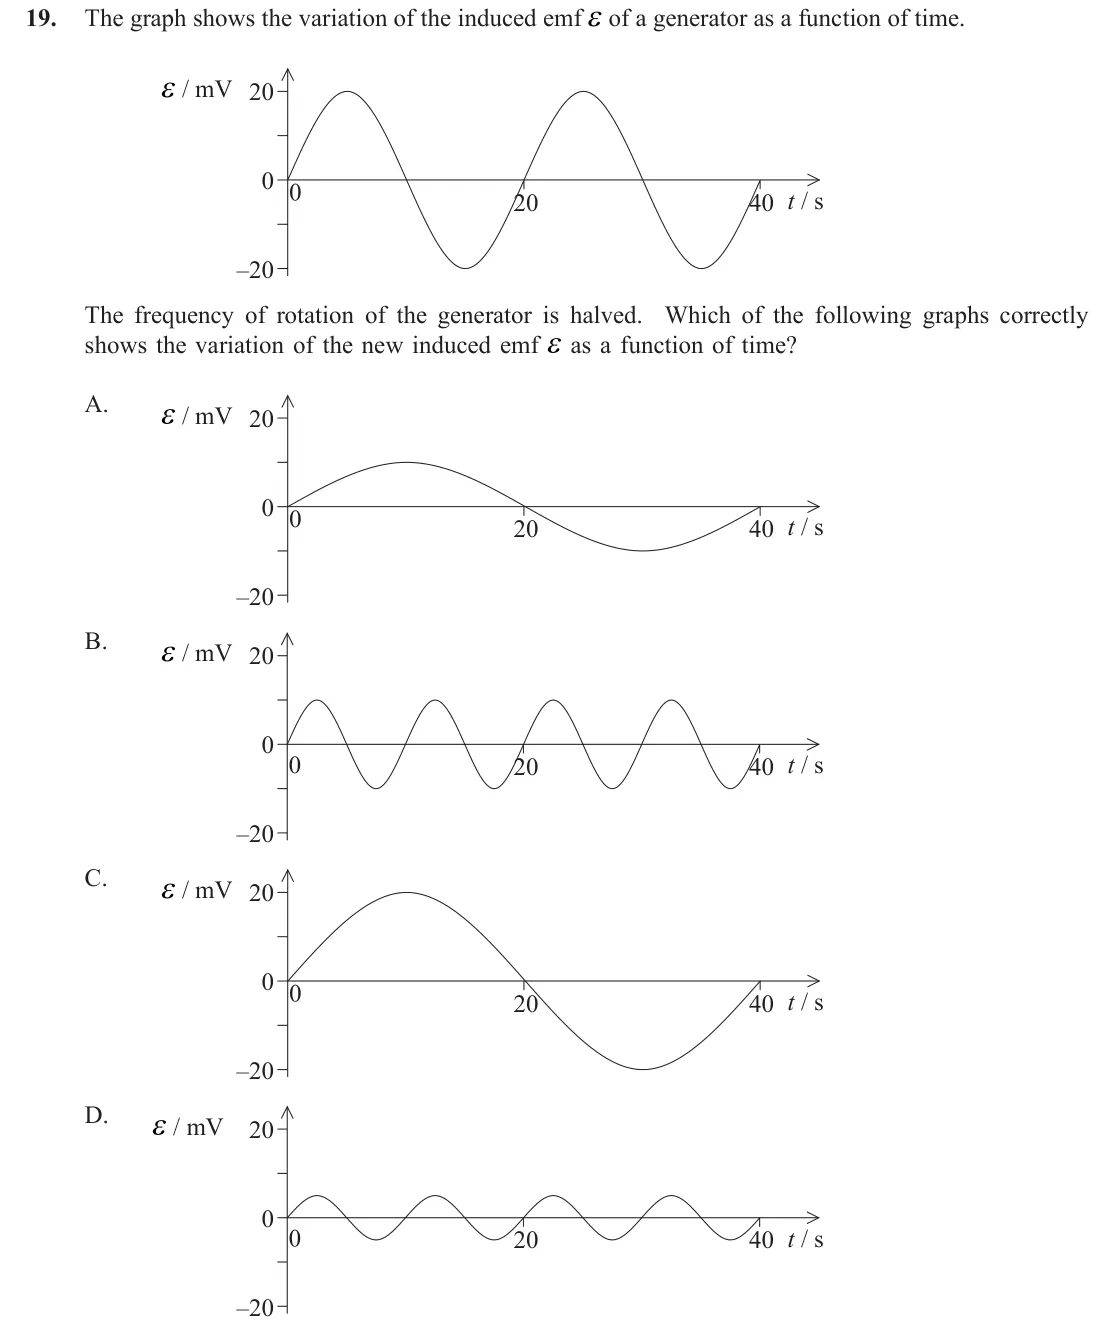 19. The graph shows the variation of the induced emf ε of a generator as a function of time.
ε / mV 20
0
0
20
40 t / s
–20
The frequency of rotation of the generator is halved. Which of the following graphs correctly
shows the variation of the new induced emf ε as a function of time?
A.
ε / mV 20
0
0
20
40 t / s
–20
B.
ε / mV 20
0
0
20
40 t / s
–20
C.
ε / mV 20
0
0
20
40 t / s
–20
D.
ε / mV 20
0
0
20
40 t / s
–20